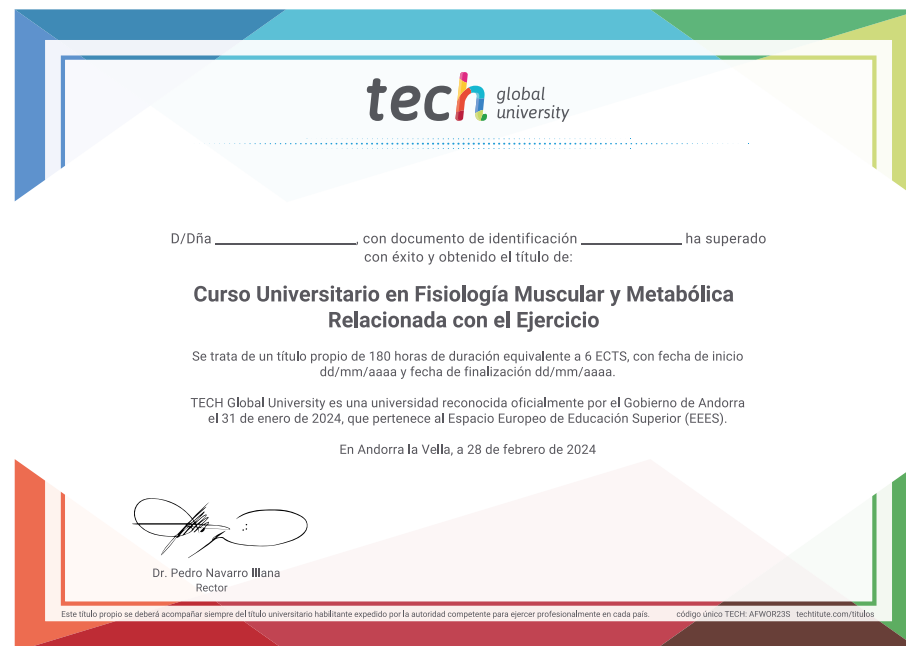 tech global
university
D/Dña ______________, con documento de identificación ____________ ha superado
con éxito y obtenido el título de:
Curso Universitario en Fisiología Muscular y Metabólica
Relacionada con el Ejercicio
Se trata de un título propio de 180 horas de duración equivalente a 6 ECTS, con fecha de inicio
dd/mm/aaaa y fecha de finalización dd/mm/aaaa.
TECH Global University es una universidad reconocida oficialmente por el Gobierno de Andorra
el 31 de enero de 2024, que pertenece al Espacio Europeo de Educación Superior (EEES).
En Andorra la Vella, a 28 de febrero de 2024
Dr. Pedro Navarro Illana
Rector
Este título propio se deberá acompañar siempre del título universitario habilitante expedido por la autoridad competente para ejercer profesionalmente en cada país. código único TECH: AFWOR23S techtitute.com/titulos